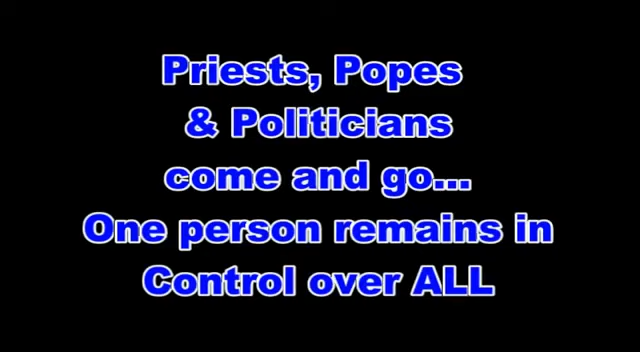 Priests, Popes
& Politicians
come and go...
One person remains in
Control over ALL